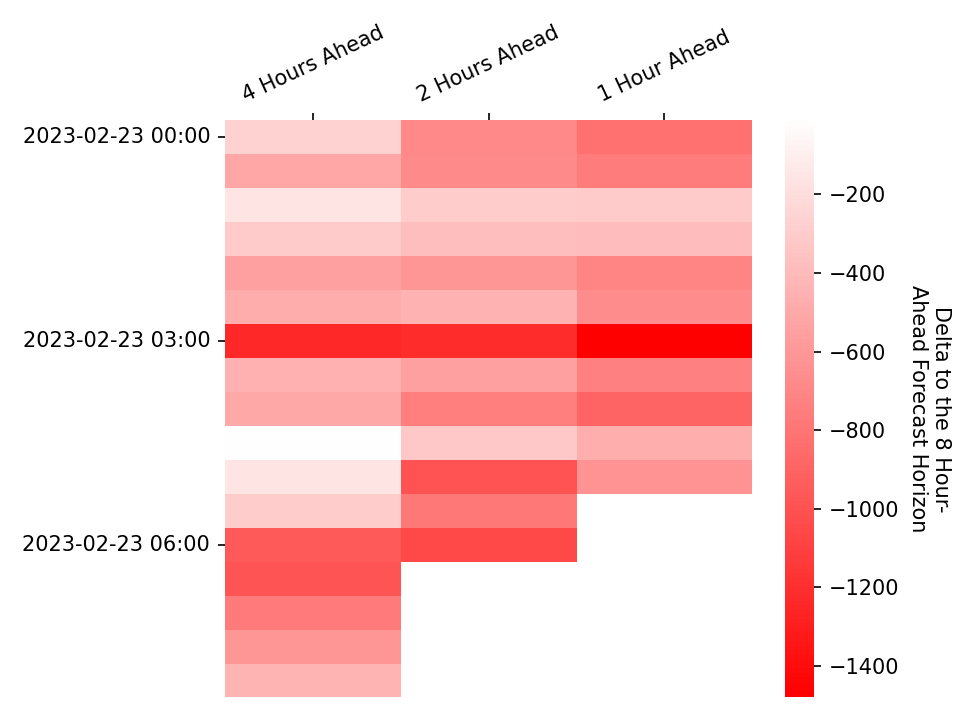 4 Hours Ahead
2 Hours Ahead
1 Hour Ahead
2023-02-23 00:00
2023-02-23 03:00
2023-02-23 06:00
−200
−400
−600
−800
−1000
−1200
−1400
Delta to the 8 Hour-
Ahead Forecast Horizon